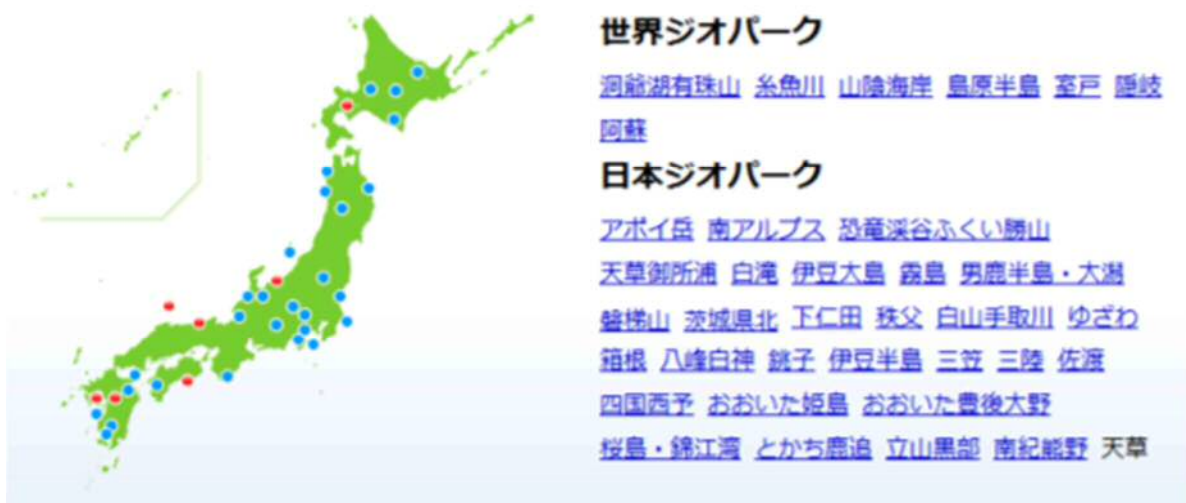 世界ジオパーク
洞爺湖有珠山 糸魚川 山陰海岸 島原半島 室戸 隠岐
阿蘇
日本ジオパーク
アポイ岳 南アルプス 恐竜渓谷ふくい勝山
天草御所浦 白滝 伊豆大島 霧島 男鹿半島・大潟
磐梯山 茨城県北 下仁田 秩父 白山手取川 ゆざわ
箱根 八峰白神 銚子 伊豆半島 三笠 三陸 佐渡
四国西予 おおいた姫島 おおいた豊後大野
桜島・錦江湾 とかち鹿追 立山黒部 南紀熊野 天草